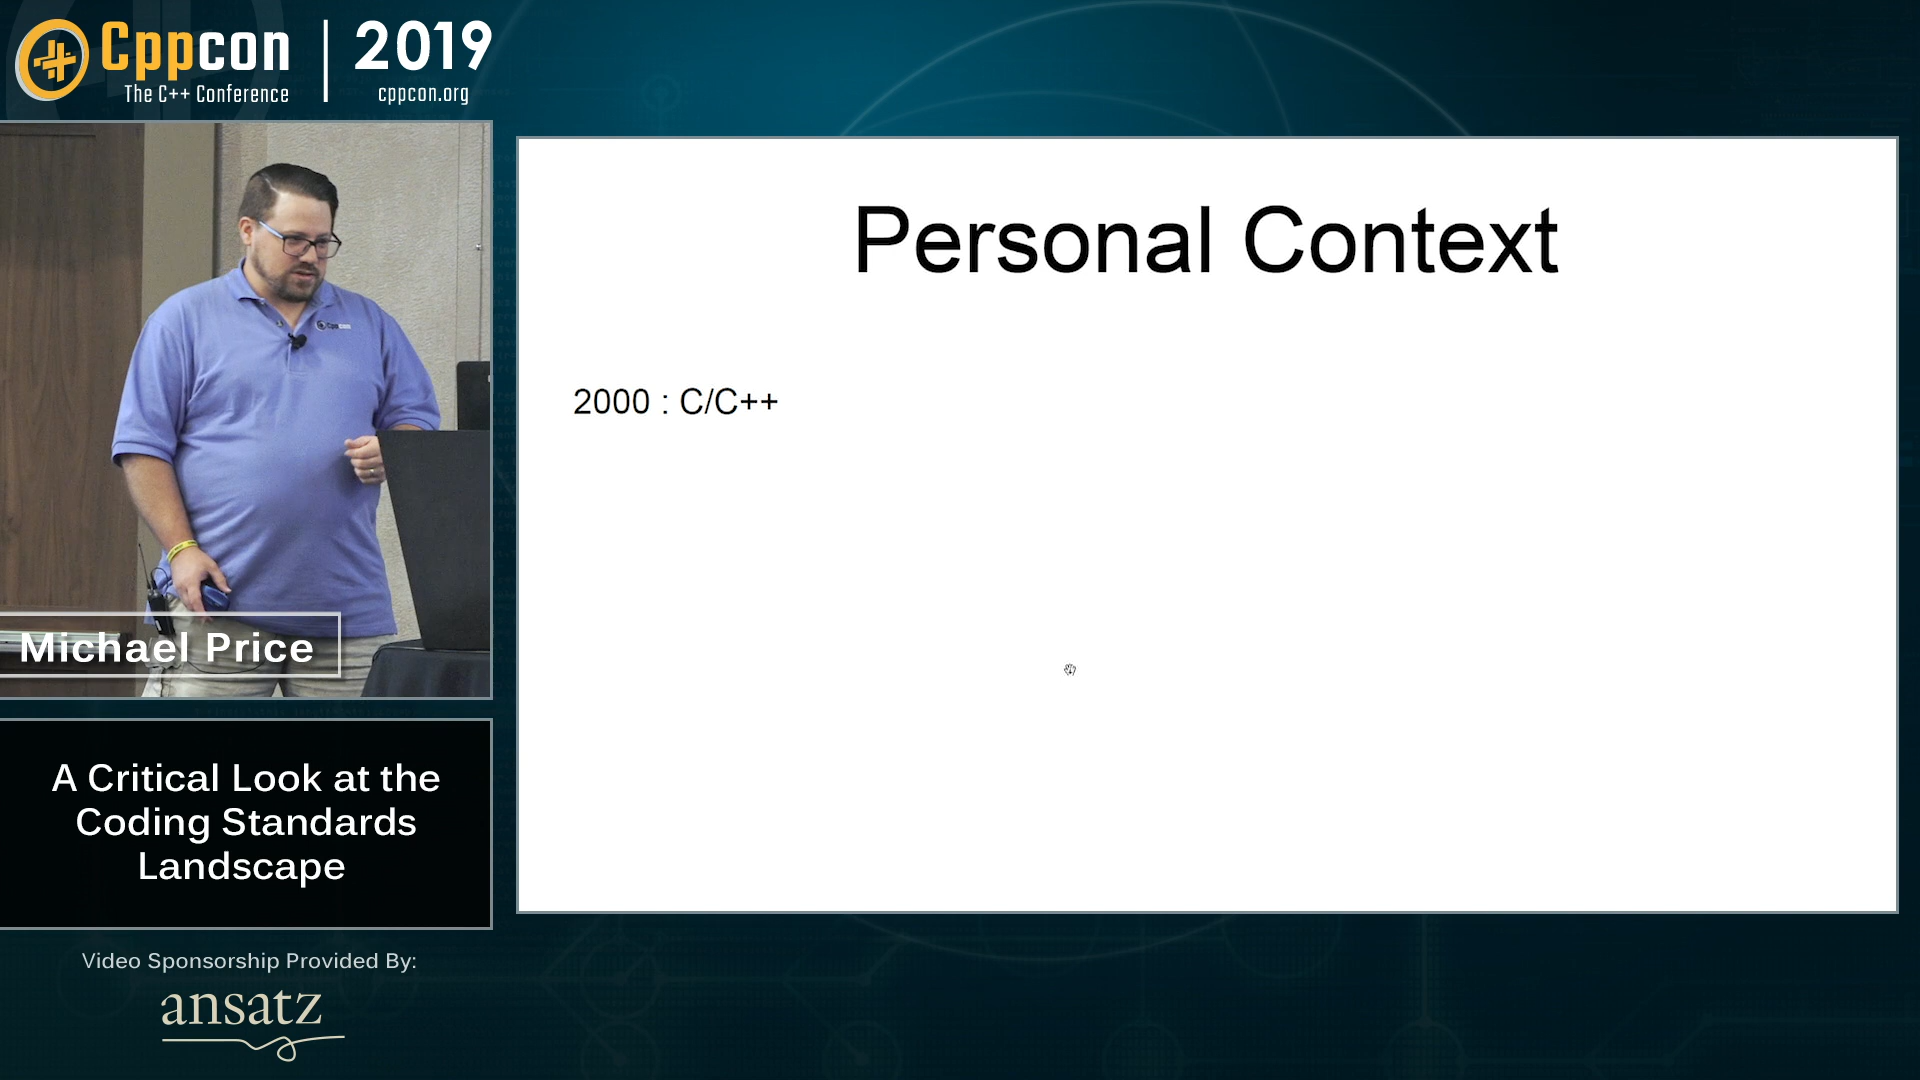 Cppcon
The C++ Conference
2019
cppcon.org
Cppcon
Michael Price
A Critical Look at the
Coding Standards
Landscape
Video Sponsorship Provided By:
ansatz
Personal Context
2000 : C/C++